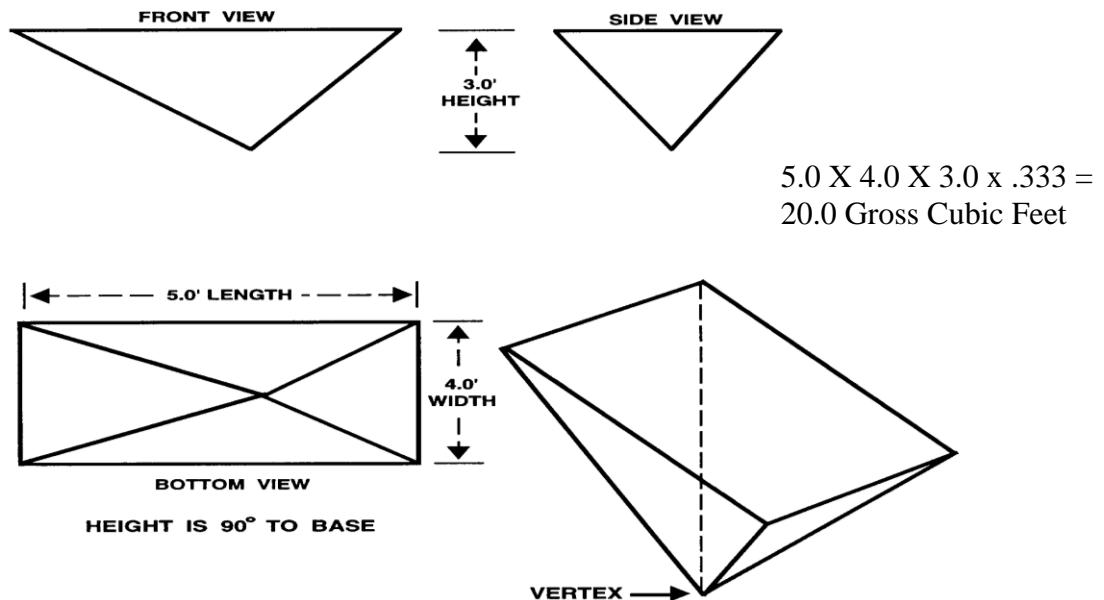 FRONT VIEW
SIDE VIEW
3.0'
HEIGHT
5.0 X 4.0 X 3.0 x .333 =
20.0 Gross Cubic Feet
5.0' LENGTH
4.0'
WIDTH
BOTTOM VIEW
HEIGHT IS 90° TO BASE
VERTEX